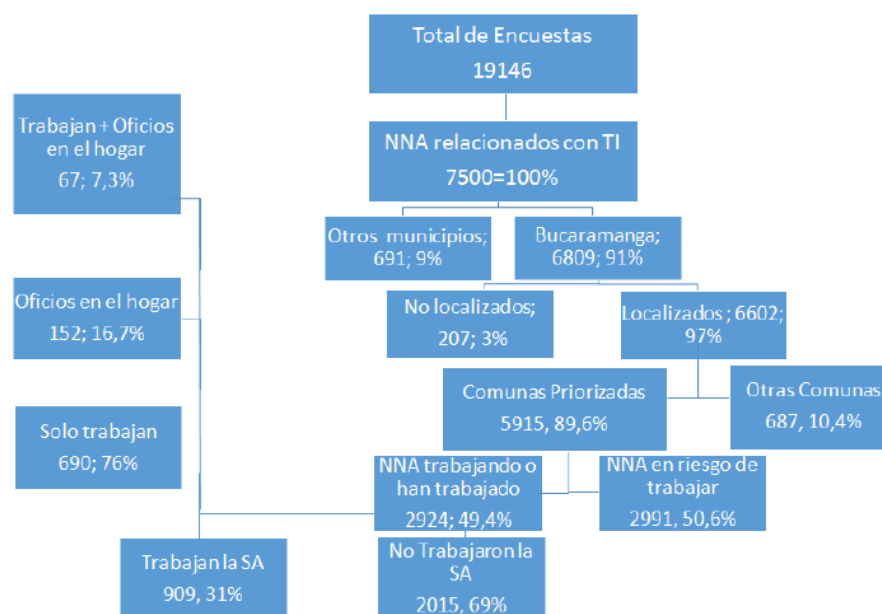 Total de Encuestas
19146
NNA relacionados con TI
7500=100%
Otros municipios;
691; 9%
Bucaramanga;
6809; 91%
No localizados;
207; 3%
Localizados ; 6602;
97%
Comunas Priorizadas
5915, 89,6%
Otras Comunas
687, 10,4%
NNA trabajando o
han trabajado
2924; 49,4%
NNA en riesgo de
trabajar
2991, 50,6%
No Trabajaron la
SA
2015, 69%
Trabajan la SA
909, 31%
Trabajan + Oficios
en el hogar
67; 7,3%
Oficios en el hogar
152; 16,7%
Solo trabajan
690; 76%